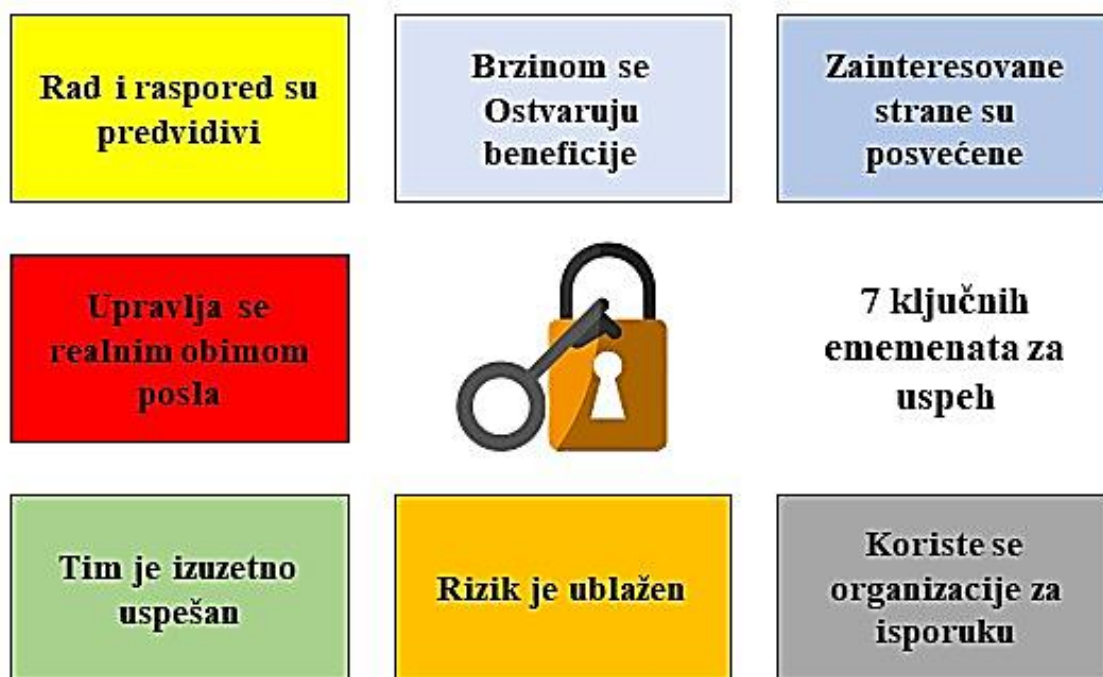 Rad i raspored su
predvidivi
Brzinom se
Ostvaruju
beneficije
Zainteresovane
strane su
posvećene
Upravlja se
realnim obimom
posla
7 ključnih
ememenata za
uspeh
Tim je izuzetno
uspešan
Rizik je ublažen
Koriste se
organizacije za
isporuku